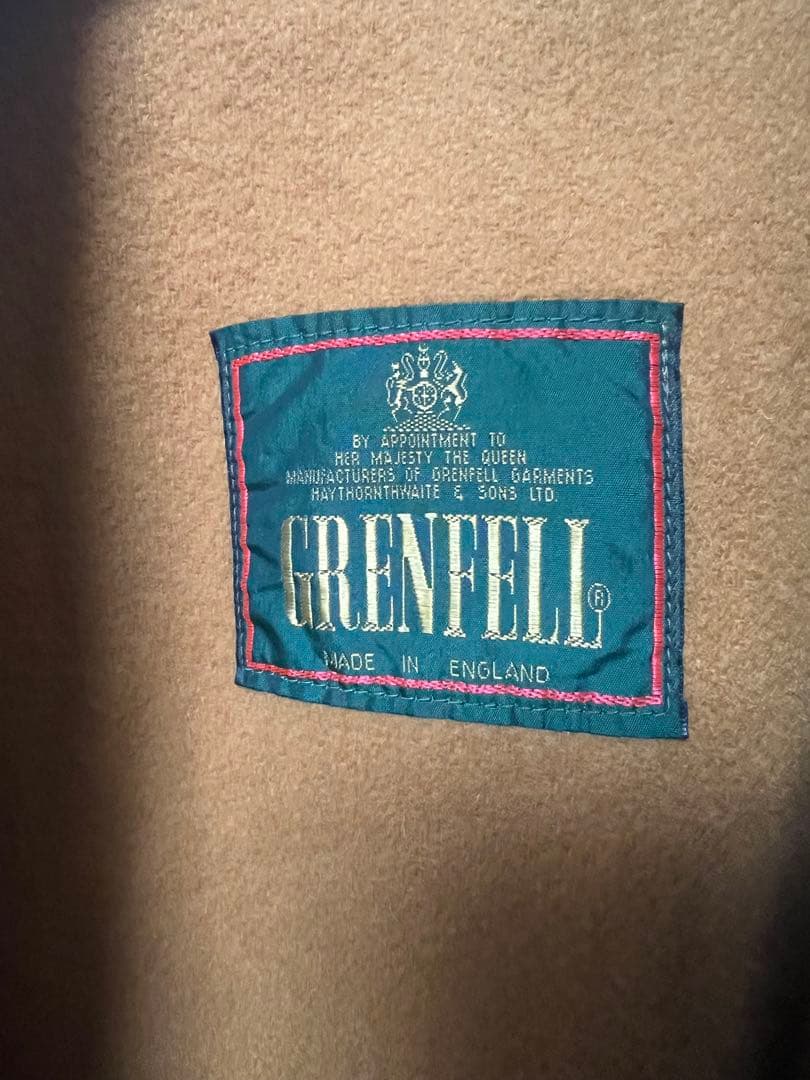 BY APPOINTMENT TO
HER MAJESTY THE QUEEN
MANUFACTURERS OF GRENFELL GARMENTS
HAYTHORNTHWAITE & SONS LTD.
GRENFELL®
MADE IN ENGLAND